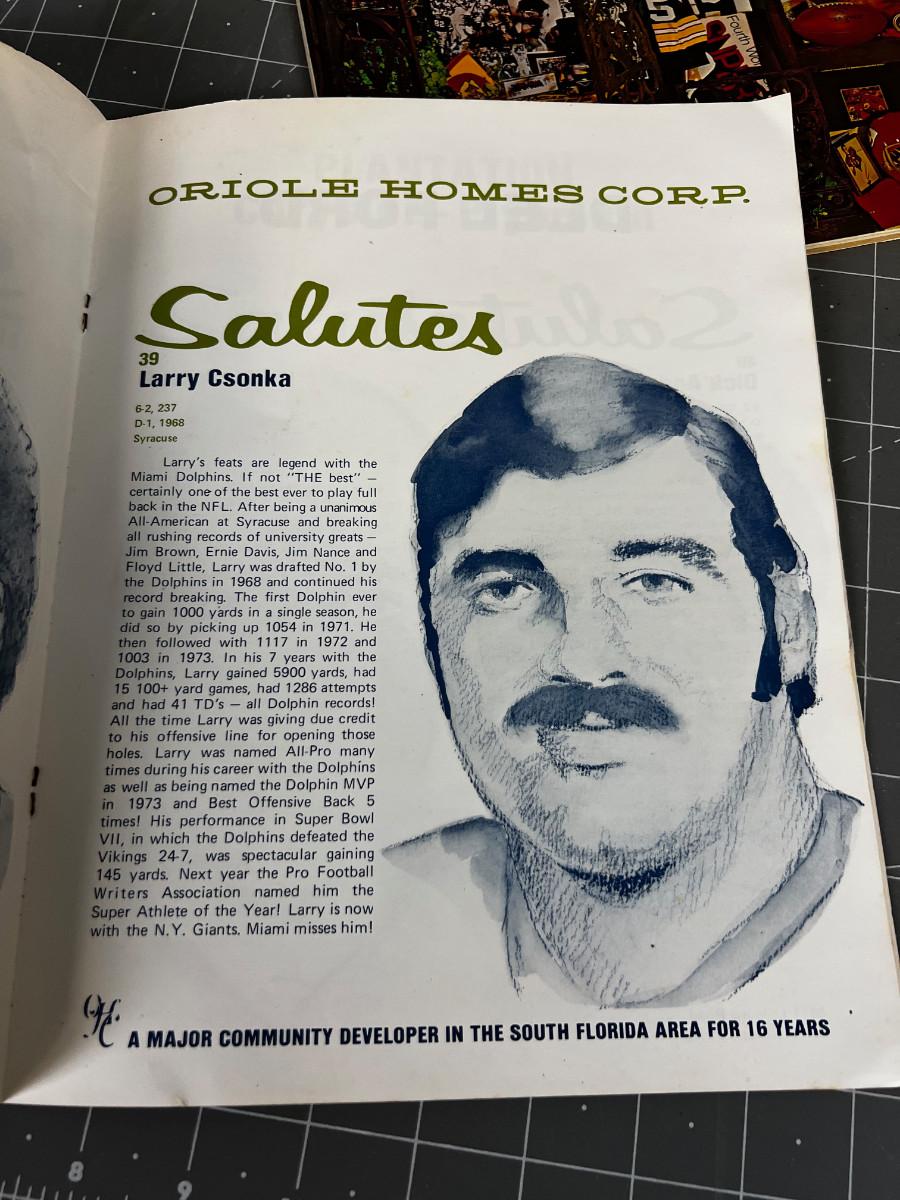 Fourth Wo
ORIOLE HOMES CORP.
Salutes
39
Larry Csonka
6-2, 237
D-1, 1968
Syracuse
Larry's feats are legend with the
Miami Dolphins. If not "THE best" —
certainly one of the best ever to play full
back in the NFL. After being a unanimous
All-American at Syracuse and breaking
all rushing records of university greats —
Jim Brown, Ernie Davis, Jim Nance and
Floyd Little, Larry was drafted No. 1 by
the Dolphins in 1968 and continued his
record breaking. The first Dolphin ever
to gain 1000 yards in a single season, he
did so by picking up 1054 in 1971. He
then followed with 1117 in 1972 and
1003 in 1973. In his 7 years with the
Dolphins, Larry gained 5900 yards, had
15 100+ yard games, had 1286 attempts
and had 41 TD's — all Dolphin records!
All the time Larry was giving due credit
to his offensive line for opening those
holes. Larry was named All-Pro many
times during his career with the Dolphins
as well as being named the Dolphin MVP
in 1973 and Best Offensive Back 5
times! His performance in Super Bowl
VII, in which the Dolphins defeated the
Vikings 24-7, was spectacular gaining
145 yards. Next year the Pro Football
Writers Association named him the
Super Athlete of the Year! Larry is now
with the N.Y. Giants. Miami misses him!
OHC A MAJOR COMMUNITY DEVELOPER IN THE SOUTH FLORIDA AREA FOR 16 YEARS
8
9